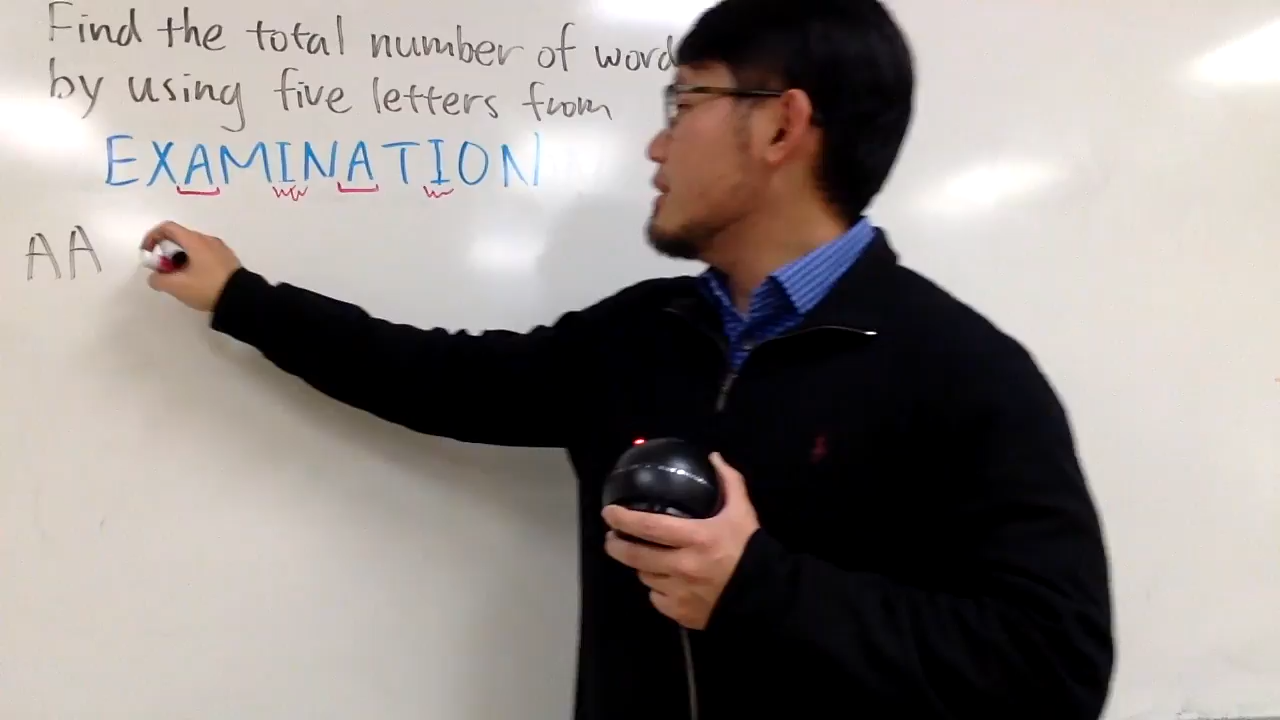 Find the total number of word
by using five letters from
EXAMINATION
AA